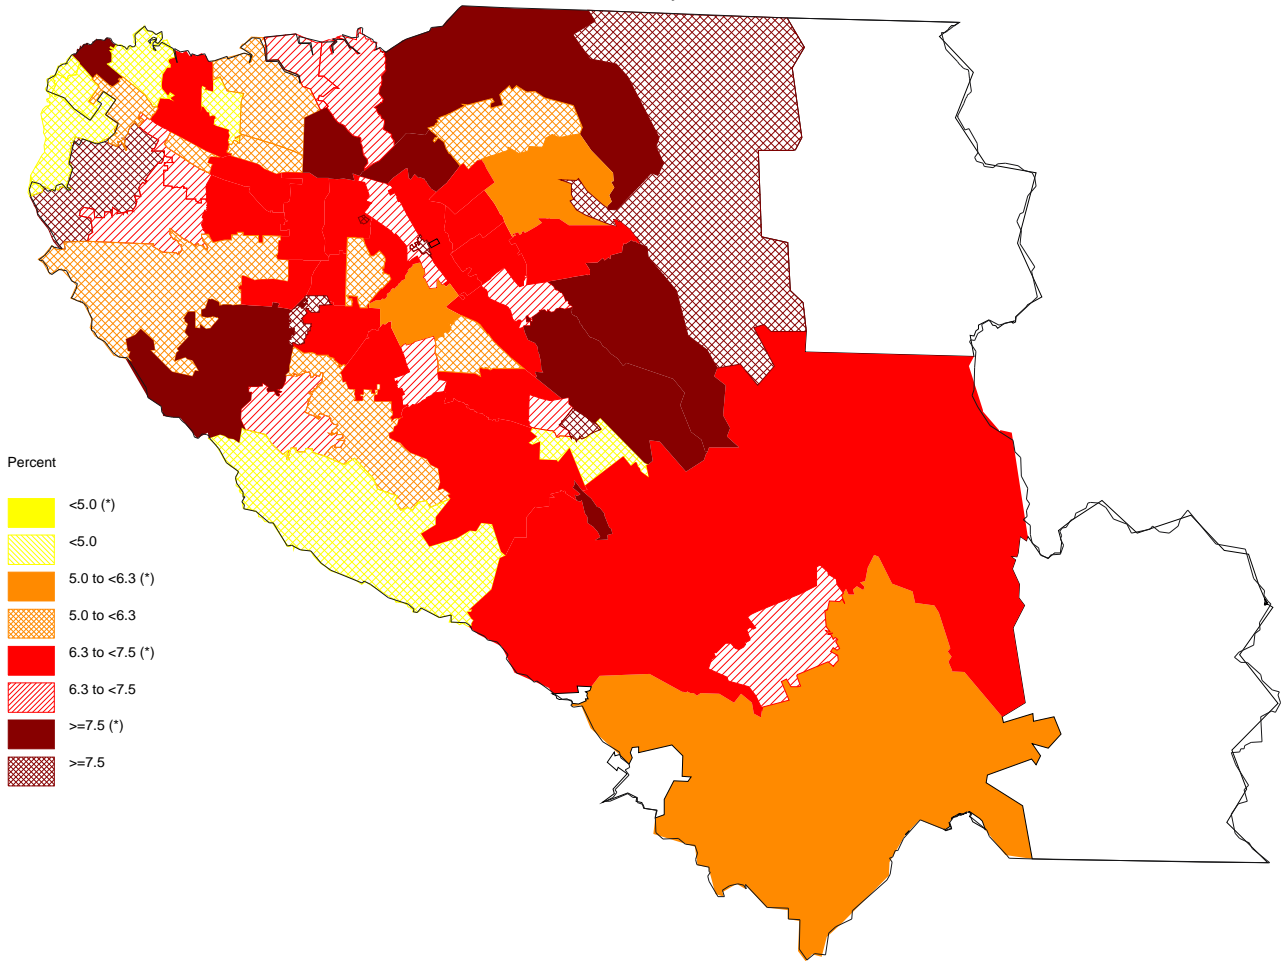 Percent
<5.0 (*)
<5.0
5.0 to <6.3 (*)
5.0 to <6.3
6.3 to <7.5 (*)
6.3 to <7.5
>=7.5 (*)
>=7.5